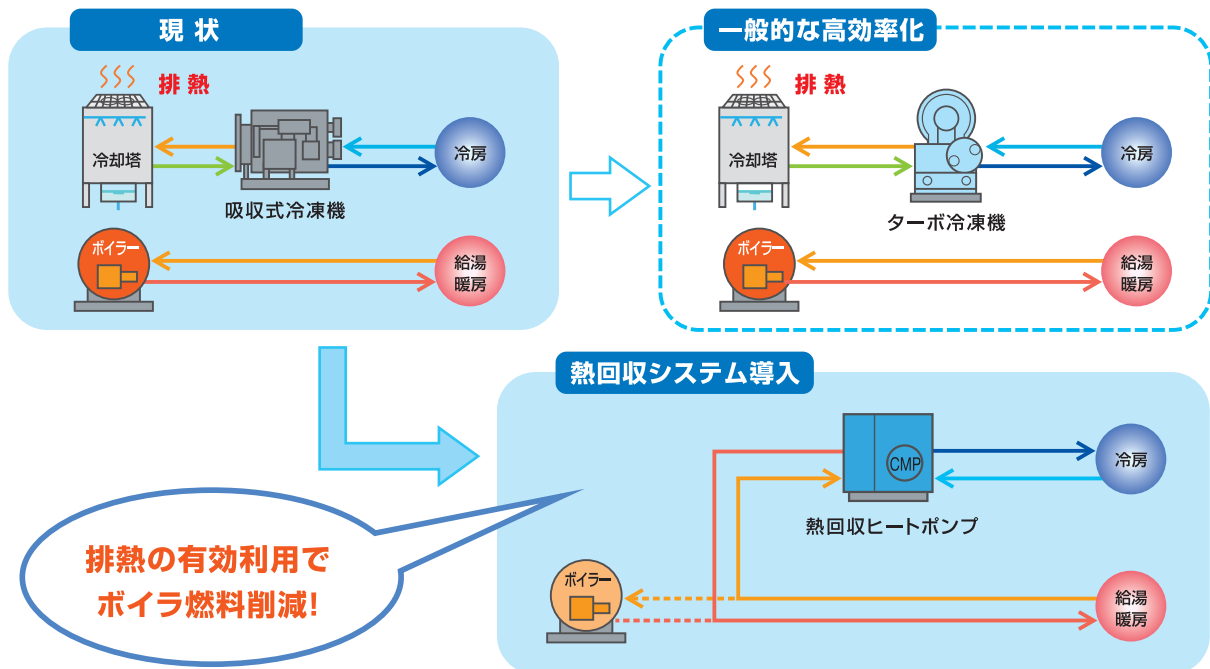 現状
排熱
冷却塔
吸収式冷凍機
冷房
ボイラー
給湯
暖房
一般的な高効率化
排熱
冷却塔
ターボ冷凍機
冷房
ボイラー
給湯
暖房
熱回収システム導入
CMP
熱回収ヒートポンプ
冷房
ボイラー
給湯
暖房
排熱の有効利用で
ボイラ燃料削減!